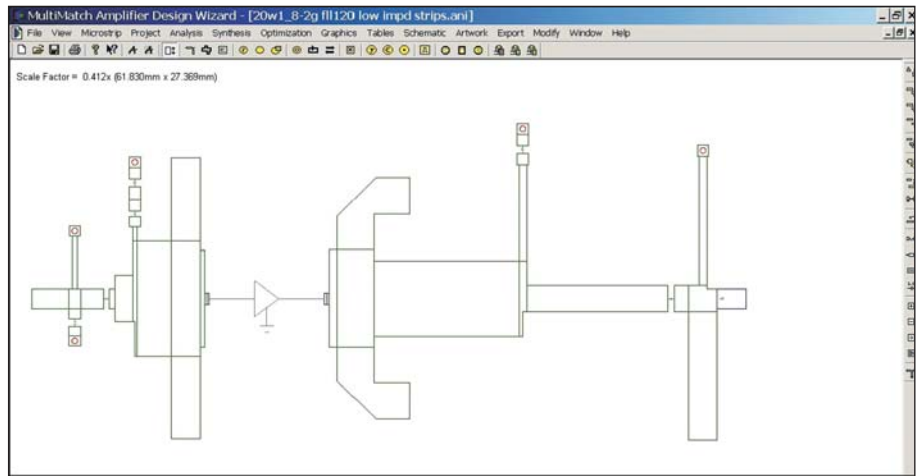 MultiMatch Amplifier Design Wizard - [20w1_8-2g fll120 low impd strips.ani]
File View Microstrip Project Analysis Synthesis Optimization Graphics Tables Schematic Artwork Export Modify Window Help
Scale Factor = 0.412x (61.830mm x 27.369mm)